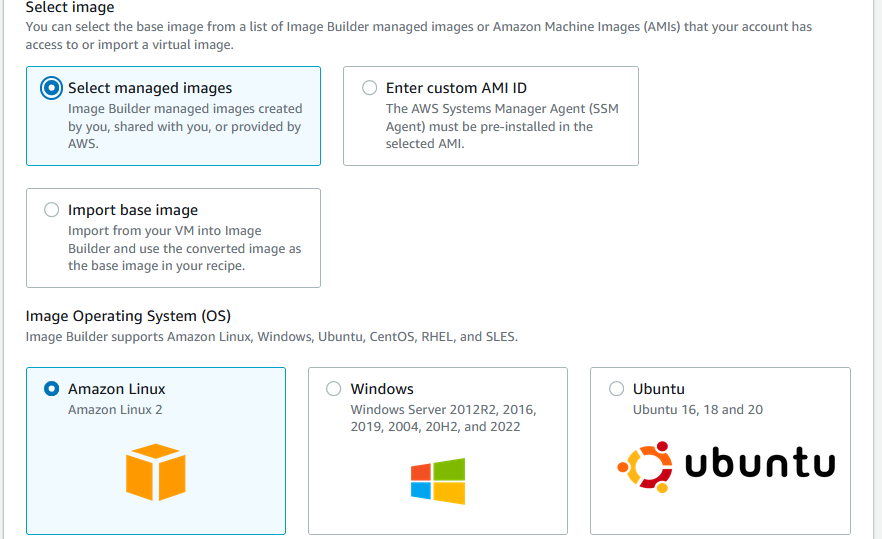 Select image
You can select the base image from a list of Image Builder managed images or Amazon Machine Images (AMIs) that your account has
access to or import a virtual image.
Select managed images
Image Builder managed images created
by you, shared with you, or provided by
AWS.
Enter custom AMI ID
The AWS Systems Manager Agent (SSM
Agent) must be pre-installed in the
selected AMI.
Import base image
Import from your VM into Image
Builder and use the converted image as
the base image in your recipe.
Image Operating System (OS)
Image Builder supports Amazon Linux, Windows, Ubuntu, CentOS, RHEL, and SLES.
Amazon Linux
Amazon Linux 2
Windows
Windows Server 2012R2, 2016,
2019, 2004, 20H2, and 2022
Ubuntu
Ubuntu 16, 18 and 20
ubuntu